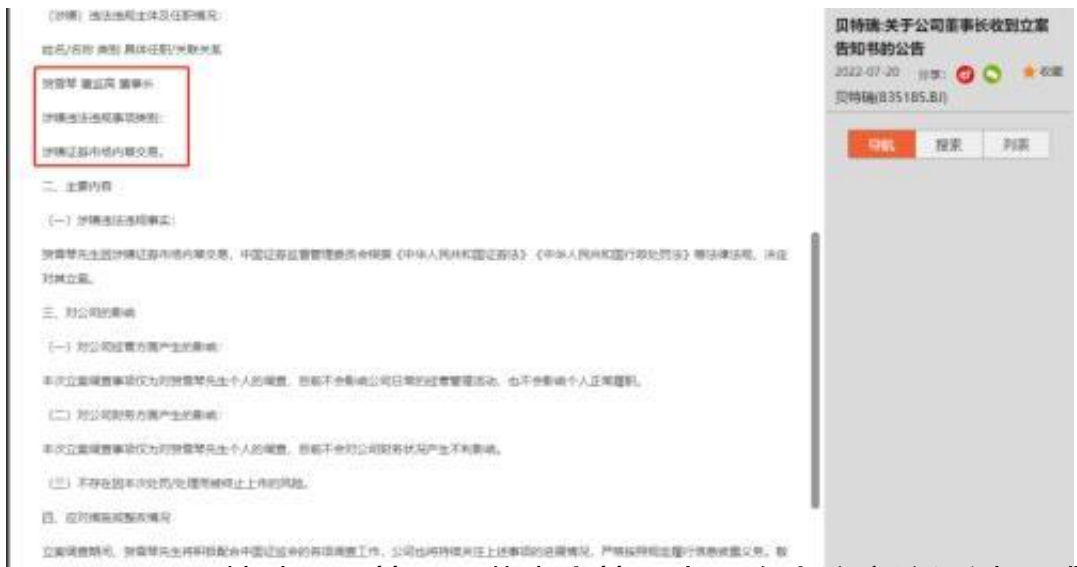 （涉嫌）违法违规主体及任职情况：
姓名/名称 类别 具体任职/关联关系
贺雪琴 董监高 董事长
涉嫌违法违规事项类别：
涉嫌证券市场内幕交易。
二、主要内容
（一）涉嫌违法违规事实：
贺雪琴先生因涉嫌证券市场内幕交易，中国证券监督管理委员会根据《中华人民共和国证券法》《中华人民共和国行政处罚法》等法律法规，决定
对其立案。
三、对公司的影响
（一）对公司经营方面产生的影响：
本次立案调查事项仅为对贺雪琴先生个人的调查，目前不会影响公司日常的经营管理活动，也不会影响个人正常履职。
（二）对公司财务方面产生的影响：
本次立案调查事项仅为对贺雪琴先生个人的调查，目前不会对公司财务状况产生不利影响。
（三）不存在因本次处罚/处理而被终止上市的风险。
四、应对措施或整改情况
立案调查期间，贺雪琴先生将积极配合中国证监会的各项调查工作，公司也将持续关注上述事项的进展情况，严格按照规定履行信息披露义务。敬
贝特瑞:关于公司董事长收到立案
告知书的公告
2022-07-20 分享: 收藏
贝特瑞(835185.BJ)
导航 搜索 列表